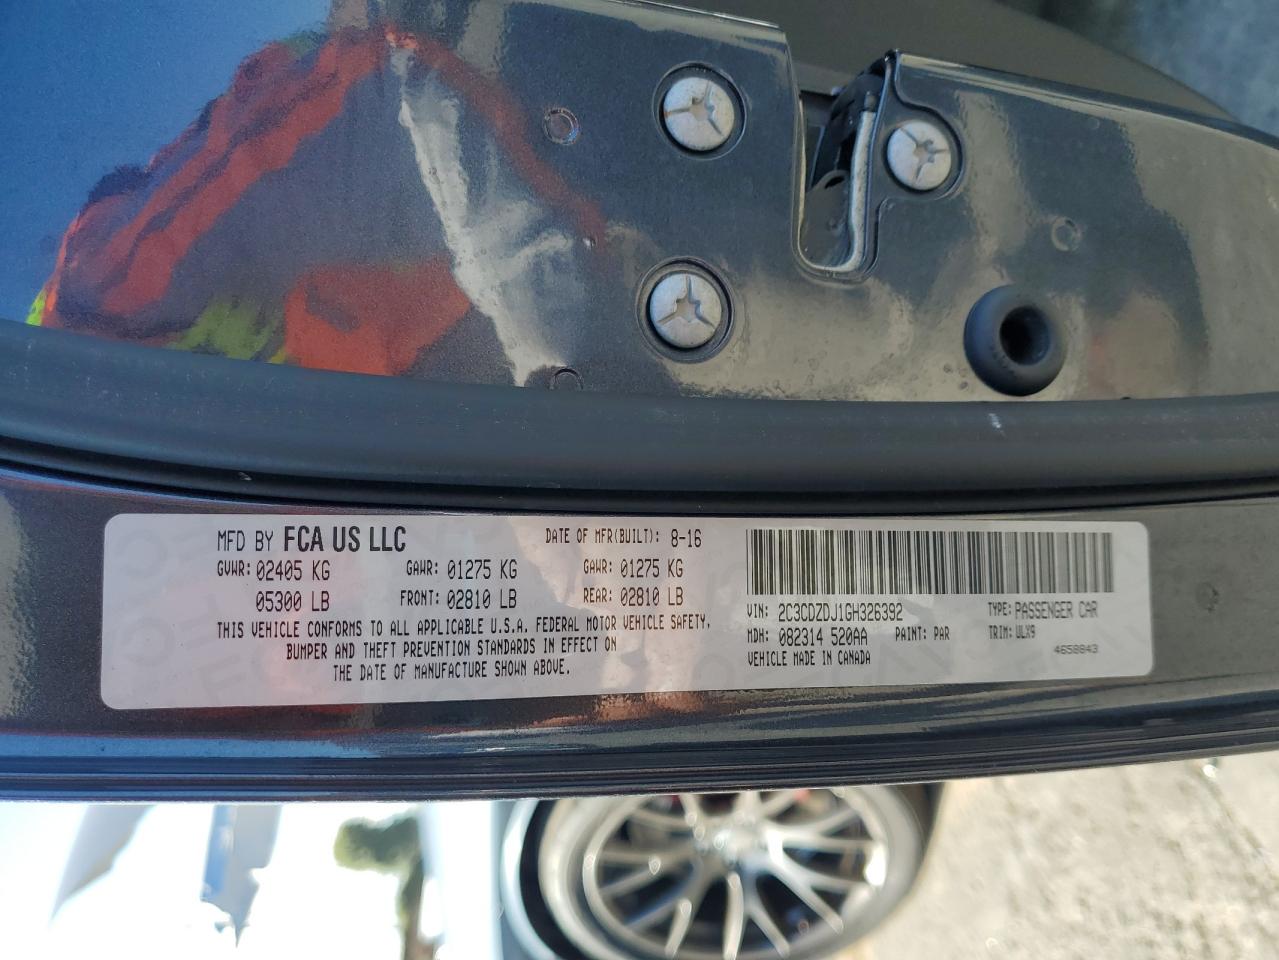 MFD BY FCA US LLC DATE OF MFR(BUILT): 8-16
GVWR: 02405 KG GAWR: 01275 KG GAWR: 01275 KG
05300 LB FRONT: 02810 LB REAR: 02810 LB
THIS VEHICLE CONFORMS TO ALL APPLICABLE U.S.A. FEDERAL MOTOR VEHICLE SAFETY,
BUMPER AND THEFT PREVENTION STANDARDS IN EFFECT ON
THE DATE OF MANUFACTURE SHOWN ABOVE.
VIN: 2C3CDZDJ1GH326392 TYPE: PASSENGER CAR
MDH: 082314 520AA PAINT: PAR TRIM: ULX9
VEHICLE MADE IN CANADA 4658843